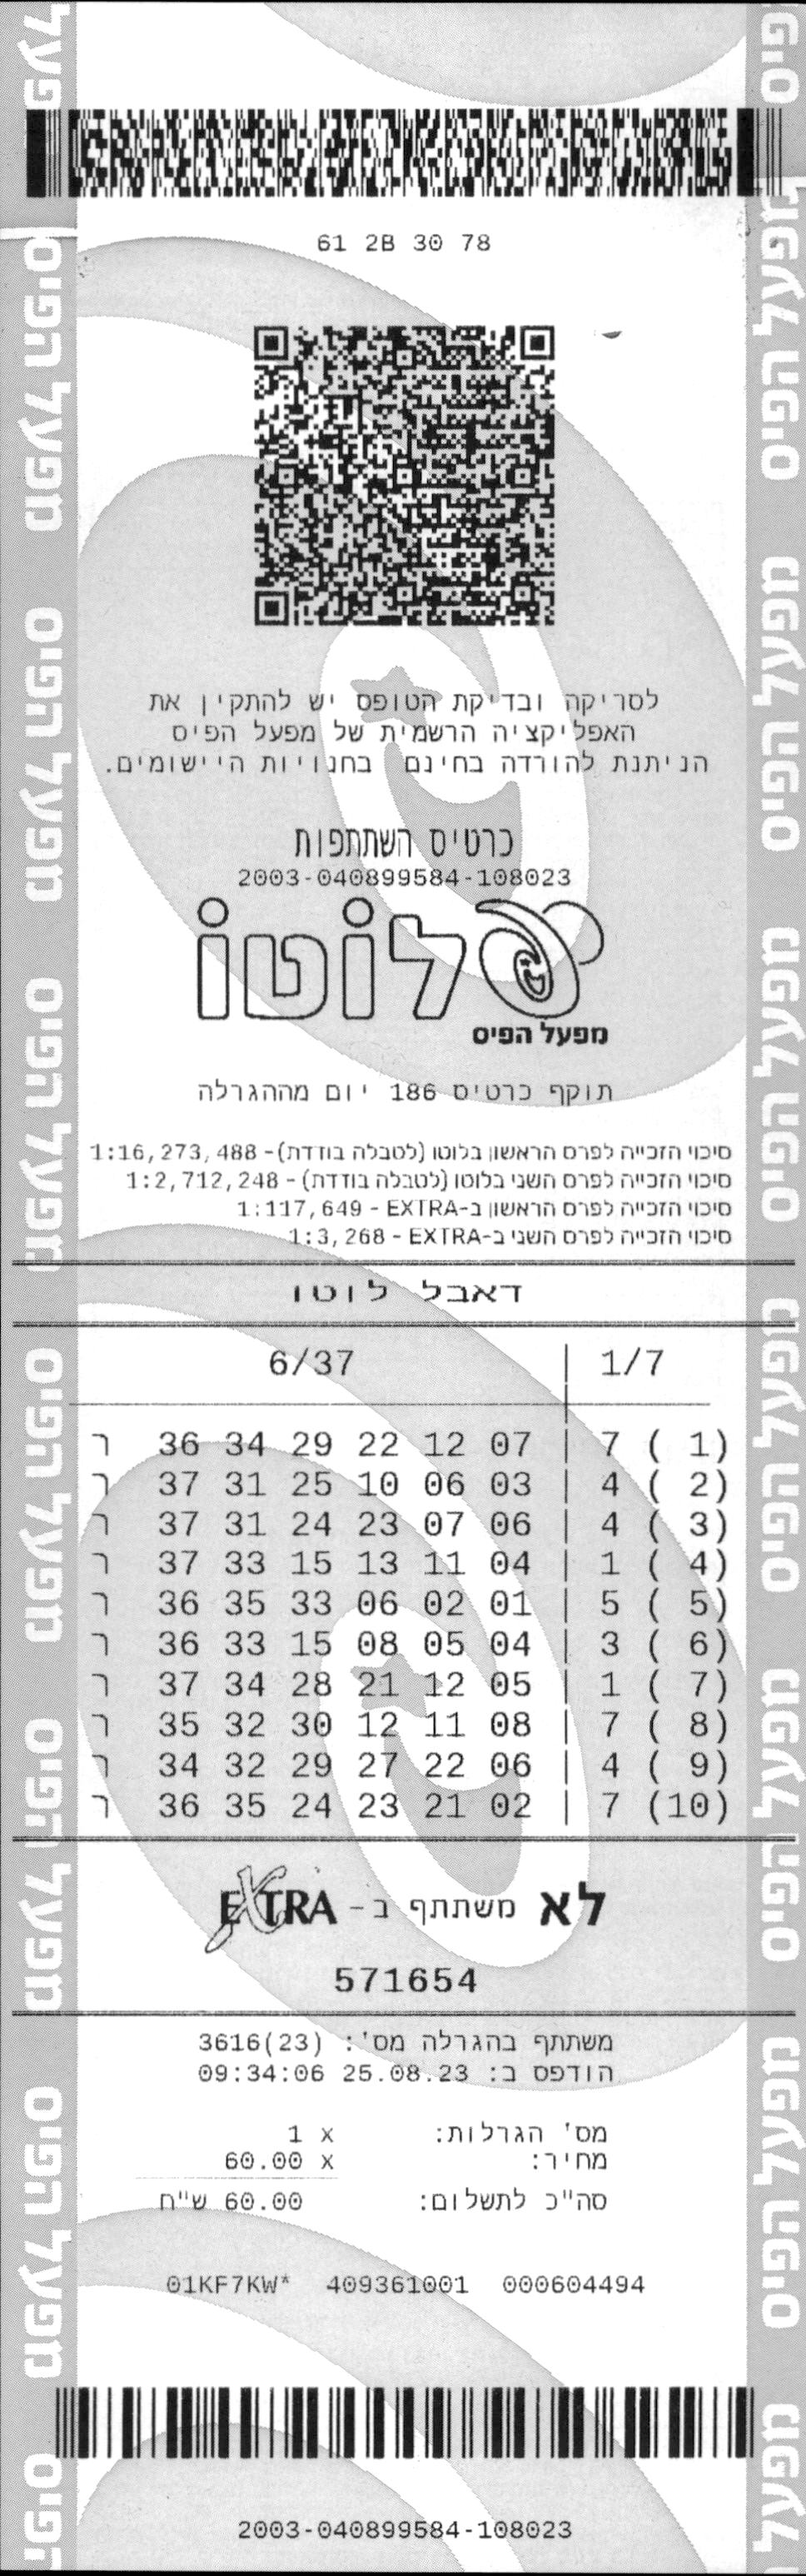 61 2B 30 78
לסריקה ובדיקת הטופס יש להתקין את
האפליקציה הרשמית של מפעל הפיס
הניתנת להורדה בחינם בחנויות היישומים.
כרטיס השתתפות
2003-040899584-108023
לוטו
מפעל הפיס
תוקף כרטיס 186 יום מההגרלה
סיכוי הזכייה לפרס הראשון בלוטו (לטבלה בודדת)- 1:16,273,488
סיכוי הזכייה לפרס השני בלוטו (לטבלה בודדת) - 1:2,712,248
סיכוי הזכייה לפרס הראשון ב-EXTRA - 1:117,649
סיכוי הזכייה לפרס השני ב-EXTRA - 1:3,268
דאבל לוטו
6/37 | 1/7
ר 36 34 29 22 12 07 | 7 ( 1)
ר 37 31 25 10 06 03 | 4 ( 2)
ר 37 31 24 23 07 06 | 4 ( 3)
ר 37 33 15 13 11 04 | 1 ( 4)
ר 36 35 33 06 02 01 | 5 ( 5)
ר 36 33 15 08 05 04 | 3 ( 6)
ר 37 34 28 21 12 05 | 1 ( 7)
ר 35 32 30 12 11 08 | 7 ( 8)
ר 34 32 29 27 22 06 | 4 ( 9)
ר 36 35 24 23 21 02 | 7 (10)
לא משתתף ב- EXTRA
571654
משתתף בהגרלה מס': 3616(23)
הודפס ב: 25.08.23 09:34:06
מס' הגרלות: x 1
מחיר: x 60.00
סה"כ לתשלום: 60.00 ש"ח
01KF7KW* 409361001 000604494
2003-040899584-108023
מפעל הפיס